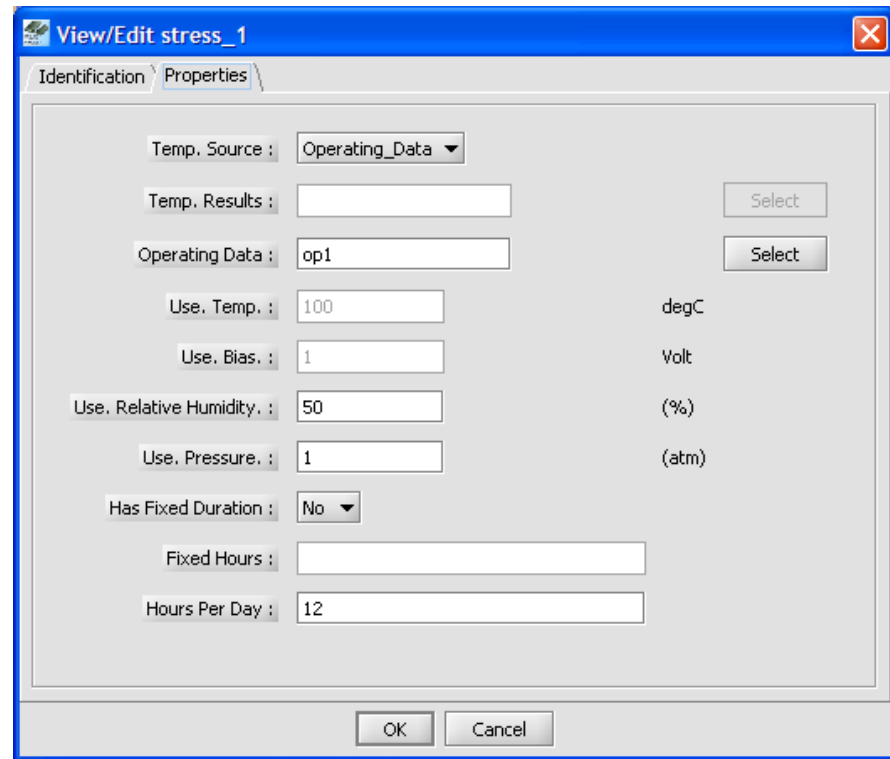 View/Edit stress_1
Identification Properties
Temp. Source : Operating_Data
Temp. Results : Select
Operating Data : op1 Select
Use. Temp. : 100 degC
Use. Bias. : 1 Volt
Use. Relative Humidity. : 50 (%)
Use. Pressure. : 1 (atm)
Has Fixed Duration : No
Fixed Hours :
Hours Per Day : 12
OK Cancel